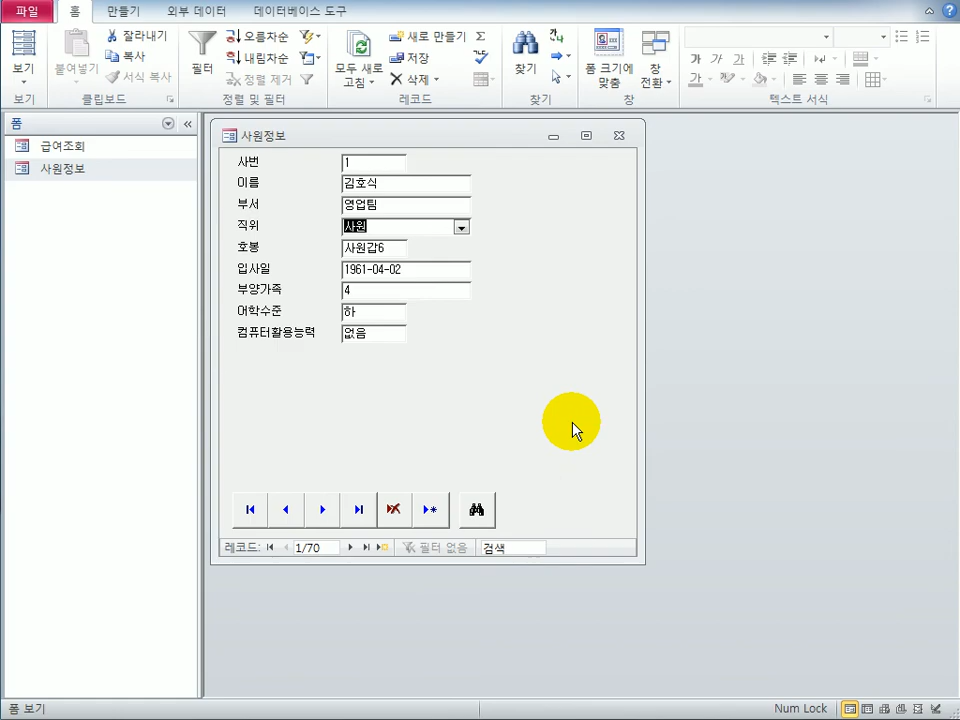 파일 홈 만들기 외부 데이터 데이터베이스 도구
보기 붙여넣기 잘라내기 복사 서식 복사 필터 오름차순 내림차순 정렬 제거 모두 새로 고침 새로 만들기 저장 삭제 찾기 폼 크기에 맞춤 창 전환
보기 클립보드 정렬 및 필터 레코드 찾기 창 텍스트 서식
폼
급여조회
사원정보
사원정보
사번 1
이름 김호식
부서 영업팀
직위 사원
호봉 사원갑6
입사일 1961-04-02
부양가족 4
어학수준 하
컴퓨터활용능력 없음
레코드: 1/70 필터 없음 검색
폼 보기 Num Lock